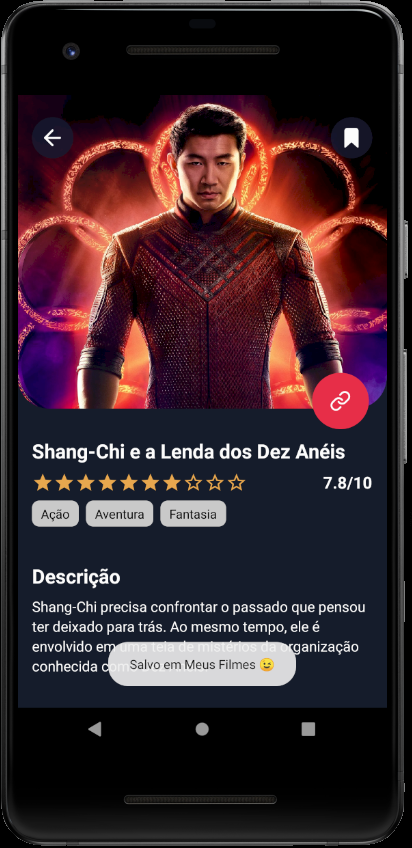 Shang-Chi e a Lenda dos Dez Anéis
7.8/10
Ação Aventura Fantasia
Descrição
Shang-Chi precisa confrontar o passado que pensou
ter deixado para trás. Ao mesmo tempo, ele é
envolvido em uma teia de mistérios da organização
conhecida
Salvo em Meus Filmes 😉